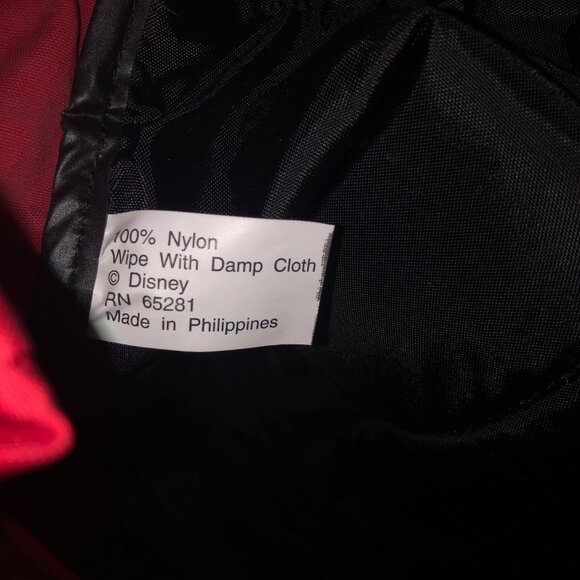 100% Nylon
Wipe With Damp Cloth
© Disney
RN 65281
Made in Philippines